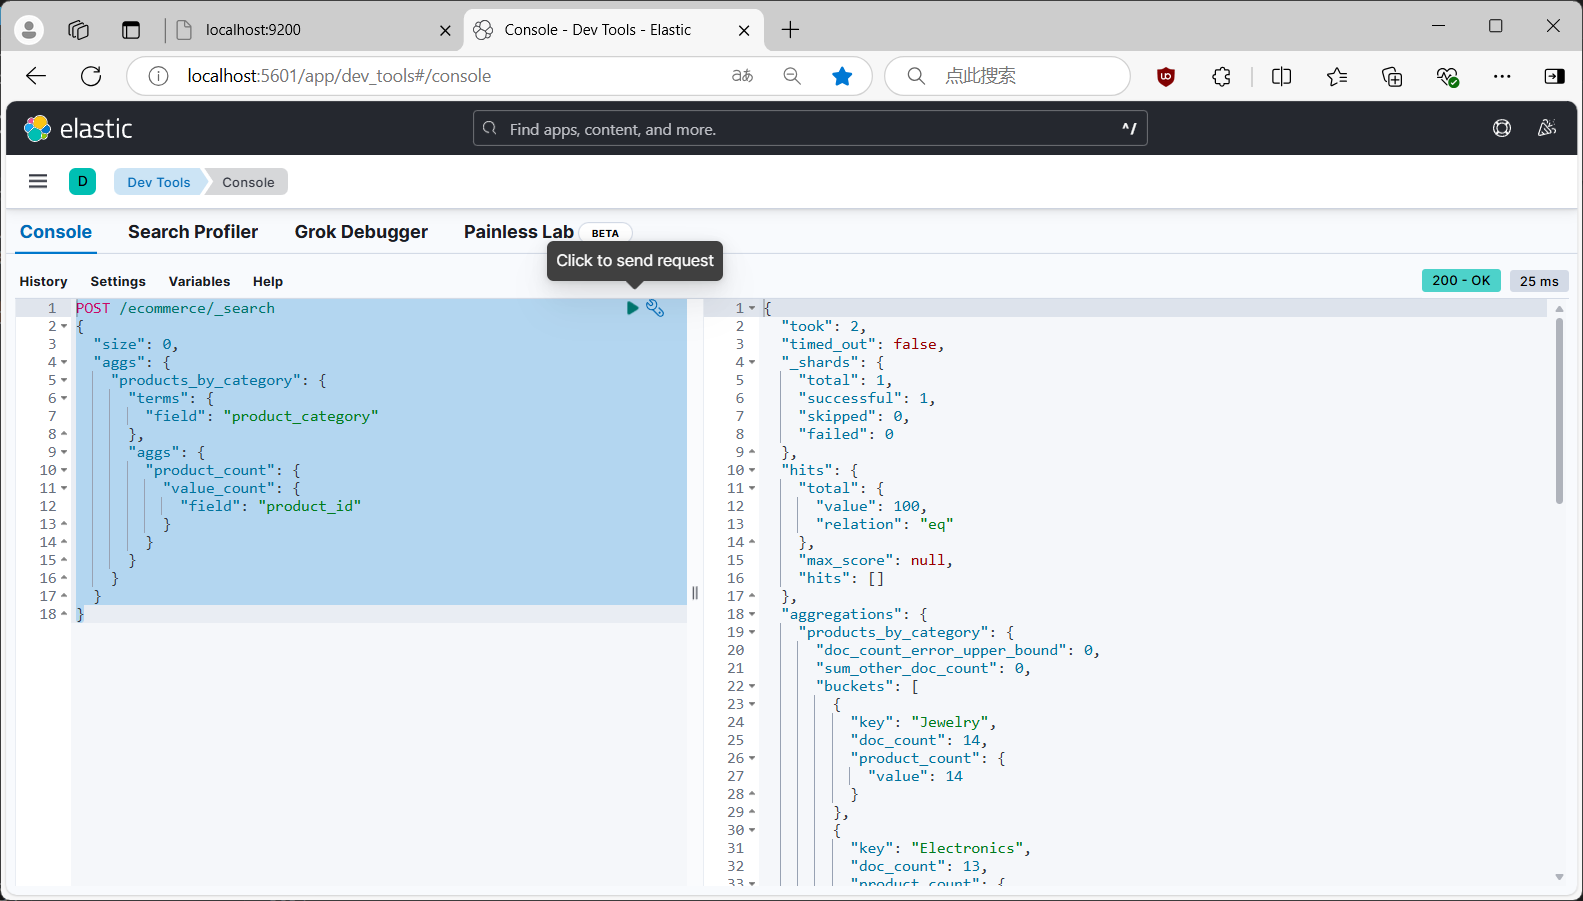 localhost:9200
Console - Dev Tools - Elastic
localhost:5601/app/dev_tools#/console
aあ
点此搜索
elastic
Find apps, content, and more.
^/
D
Dev Tools
Console
Console
Search Profiler
Grok Debugger
Painless Lab
BETA
Click to send request
History
Settings
Variables
Help
200 - OK
25 ms
1 POST /ecommerce/_search
2 {
3 "size": 0,
4 "aggs": {
5 "products_by_category": {
6 "terms": {
7 "field": "product_category"
8 },
9 "aggs": {
10 "product_count": {
11 "value_count": {
12 "field": "product_id"
13 }
14 }
15 }
16 }
17 }
18 }
1 {
2 "took": 2,
3 "timed_out": false,
4 "_shards": {
5 "total": 1,
6 "successful": 1,
7 "skipped": 0,
8 "failed": 0
9 },
10 "hits": {
11 "total": {
12 "value": 100,
13 "relation": "eq"
14 },
15 "max_score": null,
16 "hits": []
17 },
18 "aggregations": {
19 "products_by_category": {
20 "doc_count_error_upper_bound": 0,
21 "sum_other_doc_count": 0,
22 "buckets": [
23 {
24 "key": "Jewelry",
25 "doc_count": 14,
26 "product_count": {
27 "value": 14
28 }
29 },
30 {
31 "key": "Electronics",
32 "doc_count": 13,
33 "product_count": {